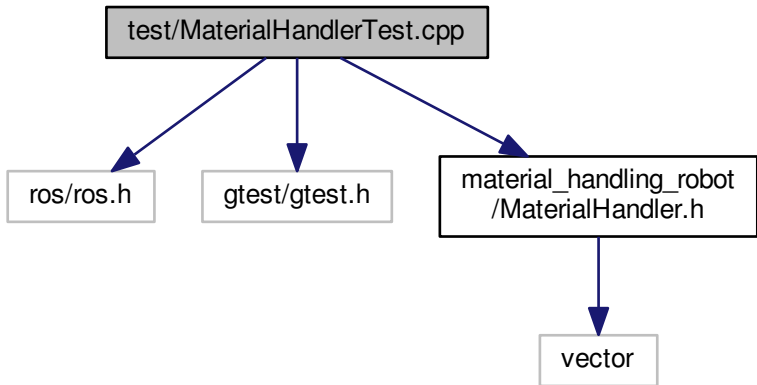 test/MaterialHandlerTest.cpp
ros/ros.h
gtest/gtest.h
material_handling_robot
/MaterialHandler.h
vector